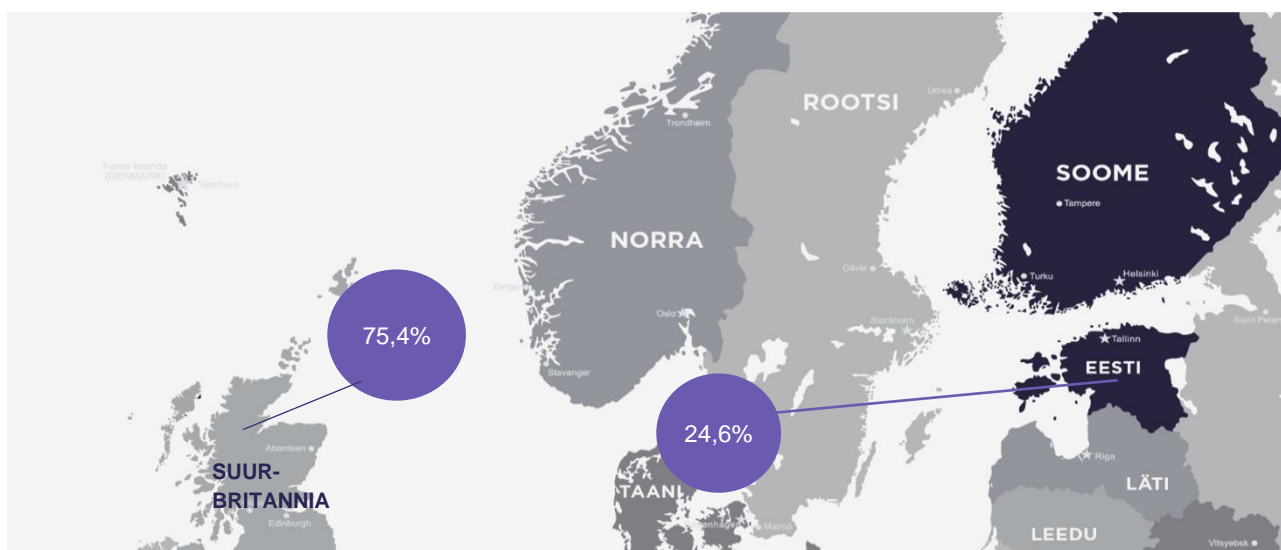 Umeå
ROOTSI
Trondheim
Faroe Islands
(DENMARK)
Tórshavn
SOOME
Tampere
NORRA
Gävle
Turku
Helsinki
Bergen
Oslo
Stockholm
Saint Peter
75,4%
Tallinn
EESTI
Stavanger
24,6%
Aberdeen
Riga
SUUR-
BRITANNIA
LÄTI
TAANI
Edinburgh
Malmö
LEEDU
Vitsyebsk